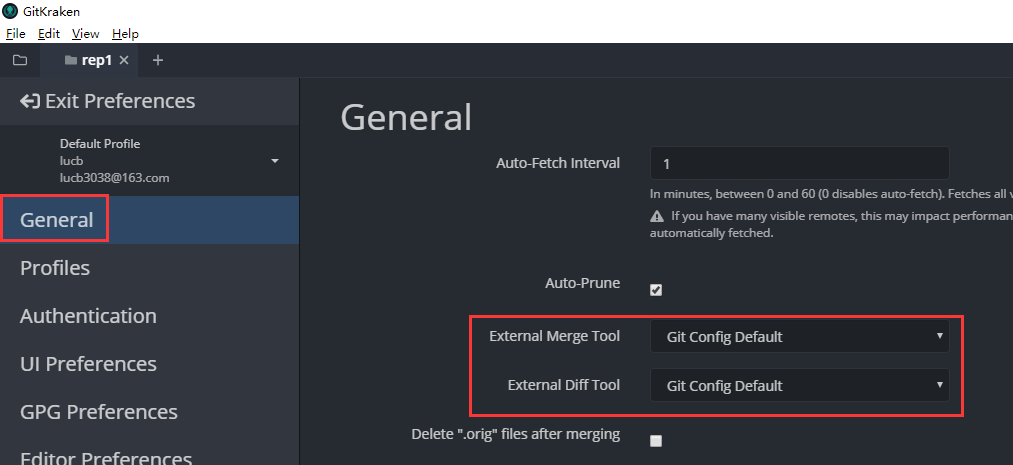 GitKraken
File Edit View Help
rep1
Exit Preferences
Default Profile
lucb
lucb3038@163.com
General
Profiles
Authentication
UI Preferences
GPG Preferences
Editor Preferences
General
Auto-Fetch Interval
1
In minutes, between 0 and 60 (0 disables auto-fetch). Fetches all
If you have many visible remotes, this may impact performan
automatically fetched.
Auto-Prune
External Merge Tool
Git Config Default
External Diff Tool
Git Config Default
Delete ".orig" files after merging